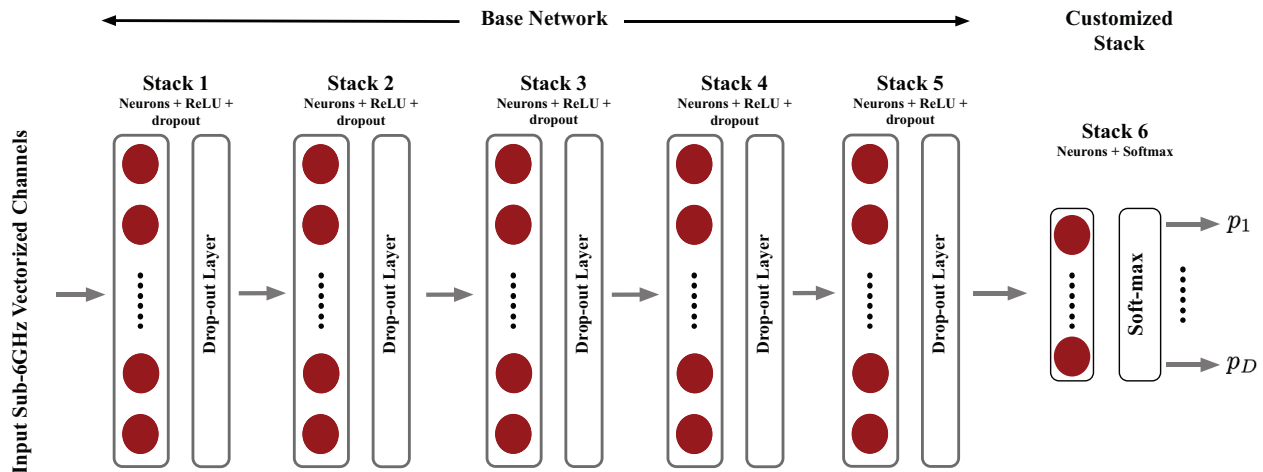 Base Network
Customized
Stack
Stack 1
Neurons + ReLU +
dropout
Stack 2
Neurons + ReLU +
dropout
Stack 3
Neurons + ReLU +
dropout
Stack 4
Neurons + ReLU +
dropout
Stack 5
Neurons + ReLU +
dropout
Stack 6
Neurons + Softmax
Input Sub-6GHz Vectorized Channels
Drop-out Layer
Drop-out Layer
Drop-out Layer
Drop-out Layer
Drop-out Layer
Soft-max
p1
pD